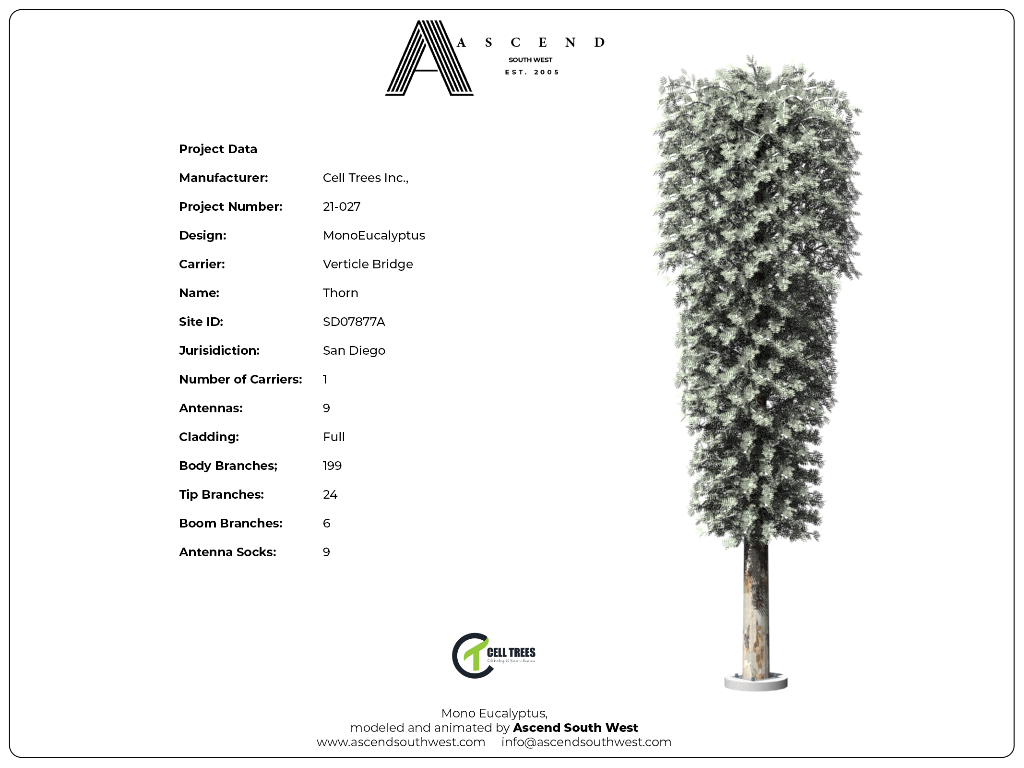 A S C E N D
SOUTH WEST
EST. 2005
Project Data
Manufacturer: Cell Trees Inc.,
Project Number: 21-027
Design: MonoEucalyptus
Carrier: Verticle Bridge
Name: Thorn
Site ID: SD07877A
Jurisidiction: San Diego
Number of Carriers: 1
Antennas: 9
Cladding: Full
Body Branches; 199
Tip Branches: 24
Boom Branches: 6
Antenna Socks: 9
CELL TREES
Mono Eucalyptus,
modeled and animated by Ascend South West
www.ascendsouthwest.com info@ascendsouthwest.com